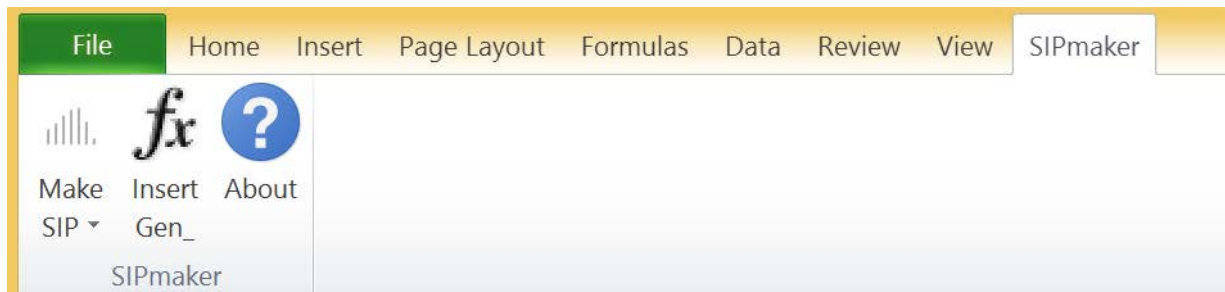 File Home Insert Page Layout Formulas Data Review View SIPmaker
fx ?
Make Insert About
SIP Gen_
SIPmaker